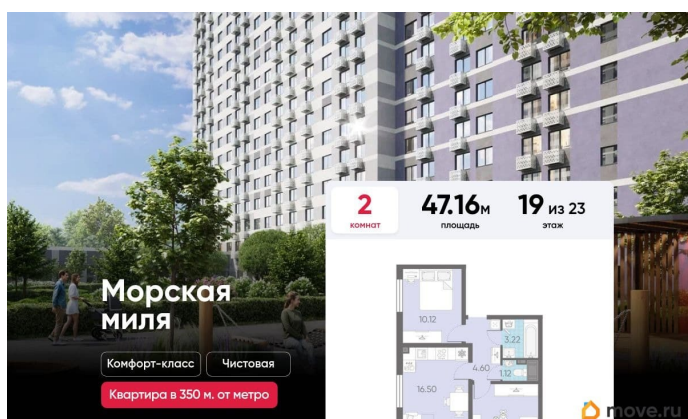 2
комнат
47.16м
площадь
19 из 23
этаж
Морская
миля
Комфорт-класс
Чистовая
Квартира в 350 м. от метро
10.12
3.22
4.60
1.12
16.50
move.ru